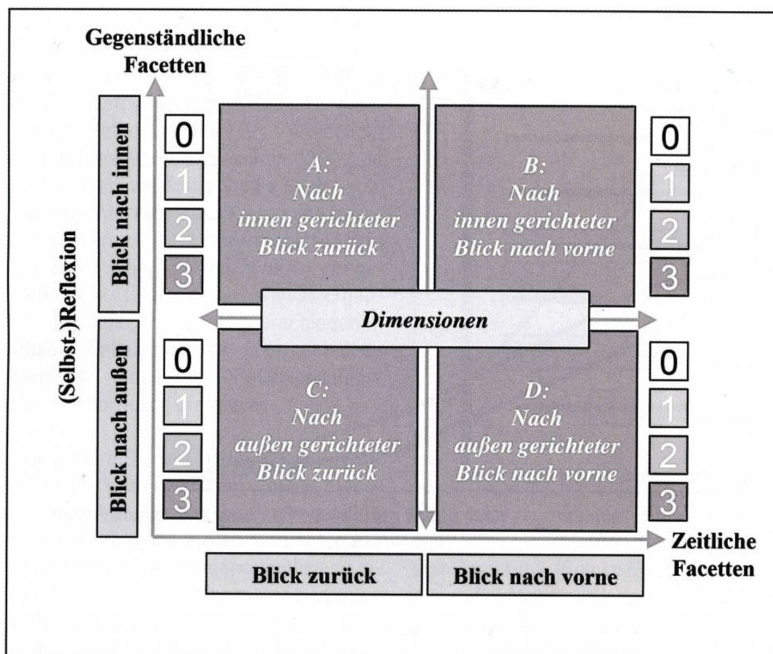 Gegenständliche
Facetten
(Selbst-)Reflexion
Blick nach innen
Blick nach außen
0
1
2
3
A:
Nach
innen gerichteter
Blick zurück
B:
Nach
innen gerichteter
Blick nach vorne
0
1
2
3
Dimensionen
0
1
2
3
C:
Nach
außen gerichteter
Blick zurück
D:
Nach
außen gerichteter
Blick nach vorne
0
1
2
3
Zeitliche
Facetten
Blick zurück
Blick nach vorne